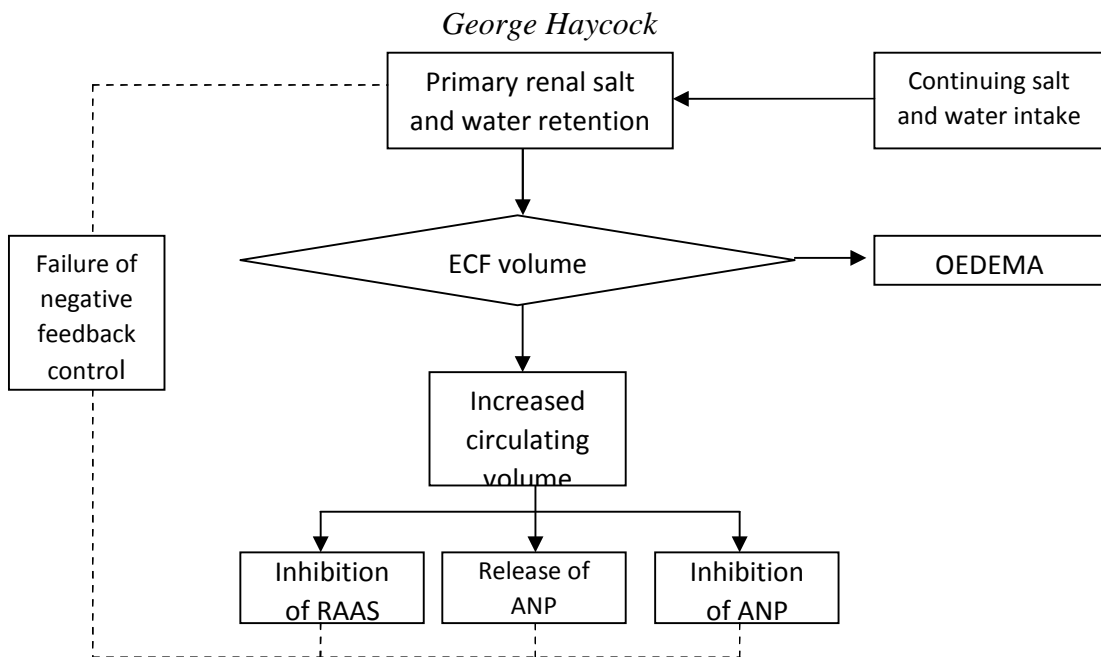 George Haycock
Primary renal salt
and water retention
Continuing salt
and water intake
Failure of
negative
feedback
control
ECF volume
OEDEMA
Increased
circulating
volume
Inhibition
of RAAS
Release of
ANP
Inhibition
of ANP